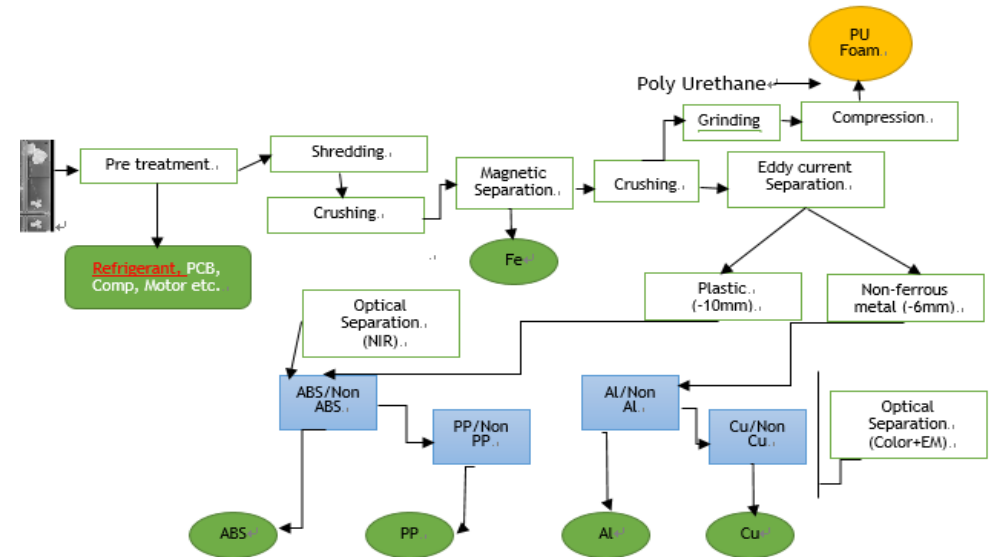 PU
Foam.
Poly Urethane
Grinding
Compression.
Pre treatment.
Shredding.
Crushing.
Magnetic
Separation.
Crushing.
Eddy current
Separation.
Refrigerant, PCB,
Comp, Motor etc.
Fe
Plastic.
(-10mm).
Non-ferrous
metal (-6mm).
Optical
Separation.
(NIR).
ABS/Non
ABS.
PP/Non
PP.
Al/Non
Al.
Cu/Non
Cu.
Optical
Separation.
(Color+EM).
ABS
PP
Al
Cu